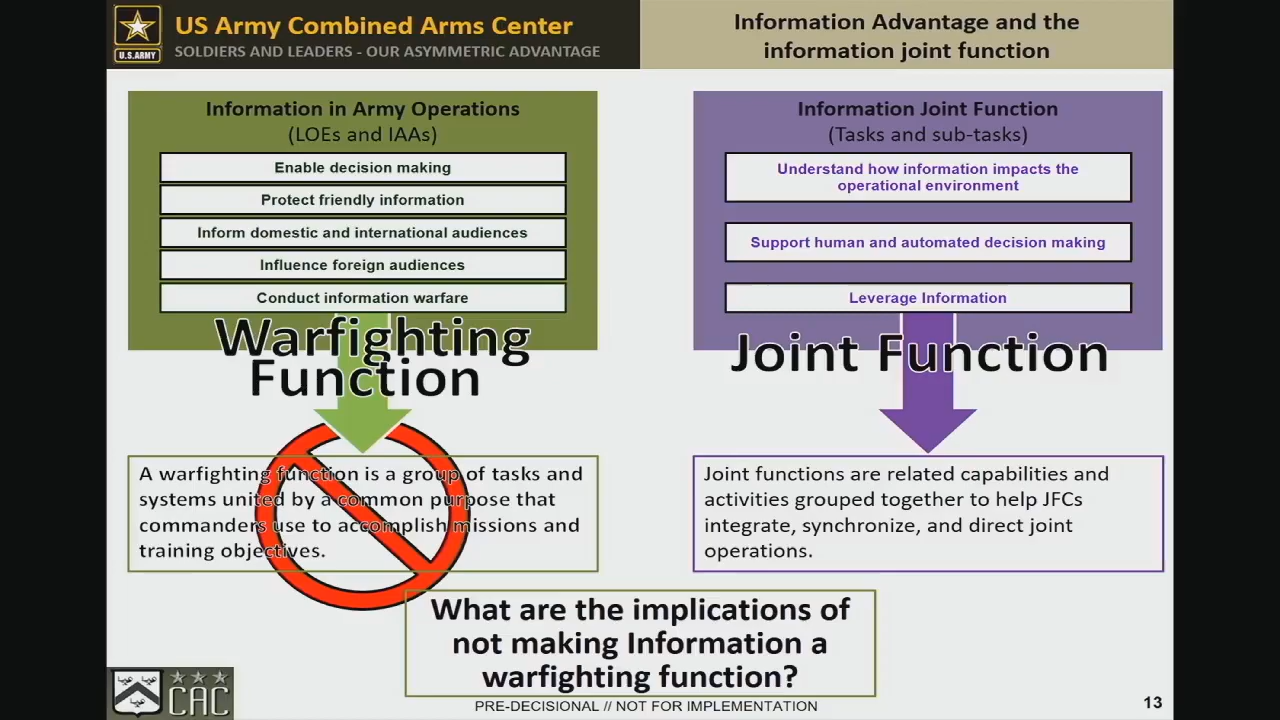 US Army Combined Arms Center
SOLDIERS AND LEADERS - OUR ASYMMETRIC ADVANTAGE
U.S.ARMY
Information Advantage and the
information joint function
Information in Army Operations
(LOEs and IAAs)
Enable decision making
Protect friendly information
Inform domestic and international audiences
Influence foreign audiences
Conduct information warfare
Warfighting
Function
A warfighting function is a group of tasks and
systems united by a common purpose that
commanders use to accomplish missions and
training objectives.
Information Joint Function
(Tasks and sub-tasks)
Understand how information impacts the
operational environment
Support human and automated decision making
Leverage Information
Joint Function
Joint functions are related capabilities and
activities grouped together to help JFCs
integrate, synchronize, and direct joint
operations.
What are the implications of
not making Information a
warfighting function?
CAC
PRE-DECISIONAL // NOT FOR IMPLEMENTATION
13